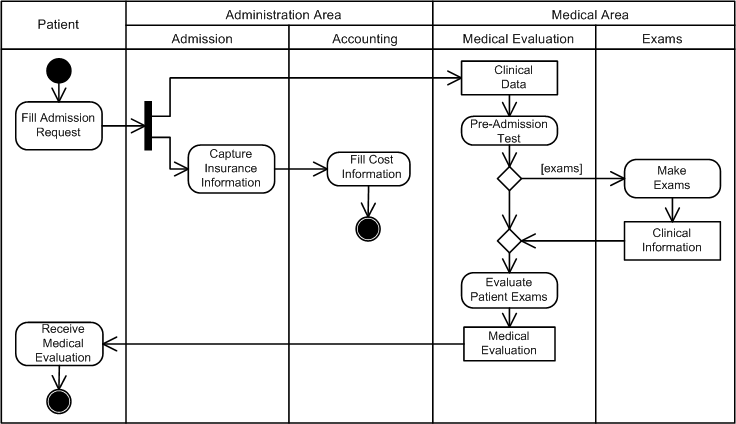 Patient
Administration Area
Medical Area
Admission
Accounting
Medical Evaluation
Exams
Fill Admission
Request
Clinical
Data
Pre-Admission
Test
Capture
Insurance
Information
Fill Cost
Information
[exams]
Make
Exams
Clinical
Information
Evaluate
Patient Exams
Receive
Medical
Evaluation
Medical
Evaluation